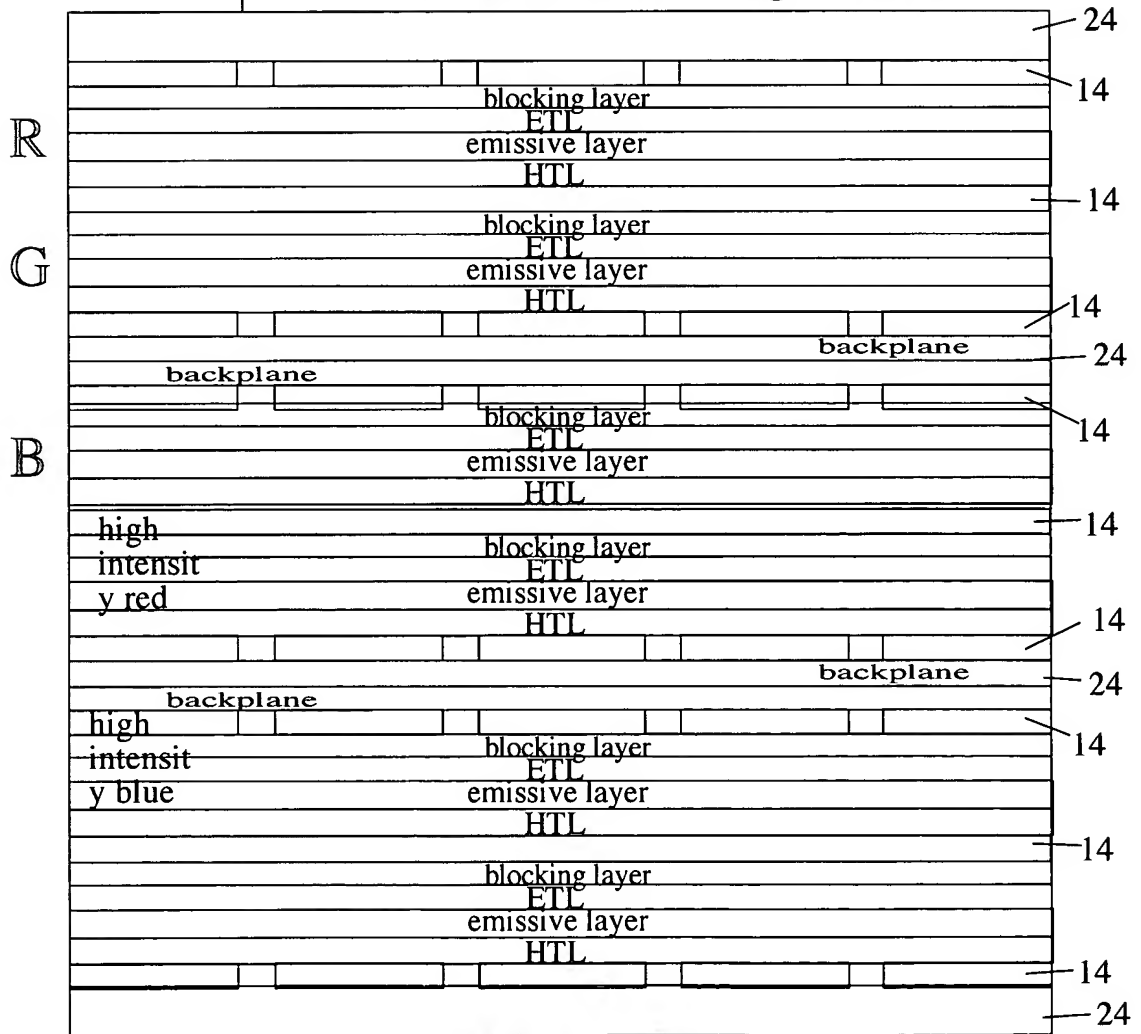 24
14
blocking layer
ETL
R
emissive layer
HTL
14
blocking layer
ETL
G
emissive layer
HTL
14
backplane
24
backplane
14
blocking layer
ETL
B
emissive layer
HTL
14
high
intensit
y red
blocking layer
ETL
emissive layer
HTL
14
backplane
24
backplane
14
high
intensit
y blue
blocking layer
ETL
emissive layer
HTL
14
blocking layer
ETL
emissive layer
HTL
14
24